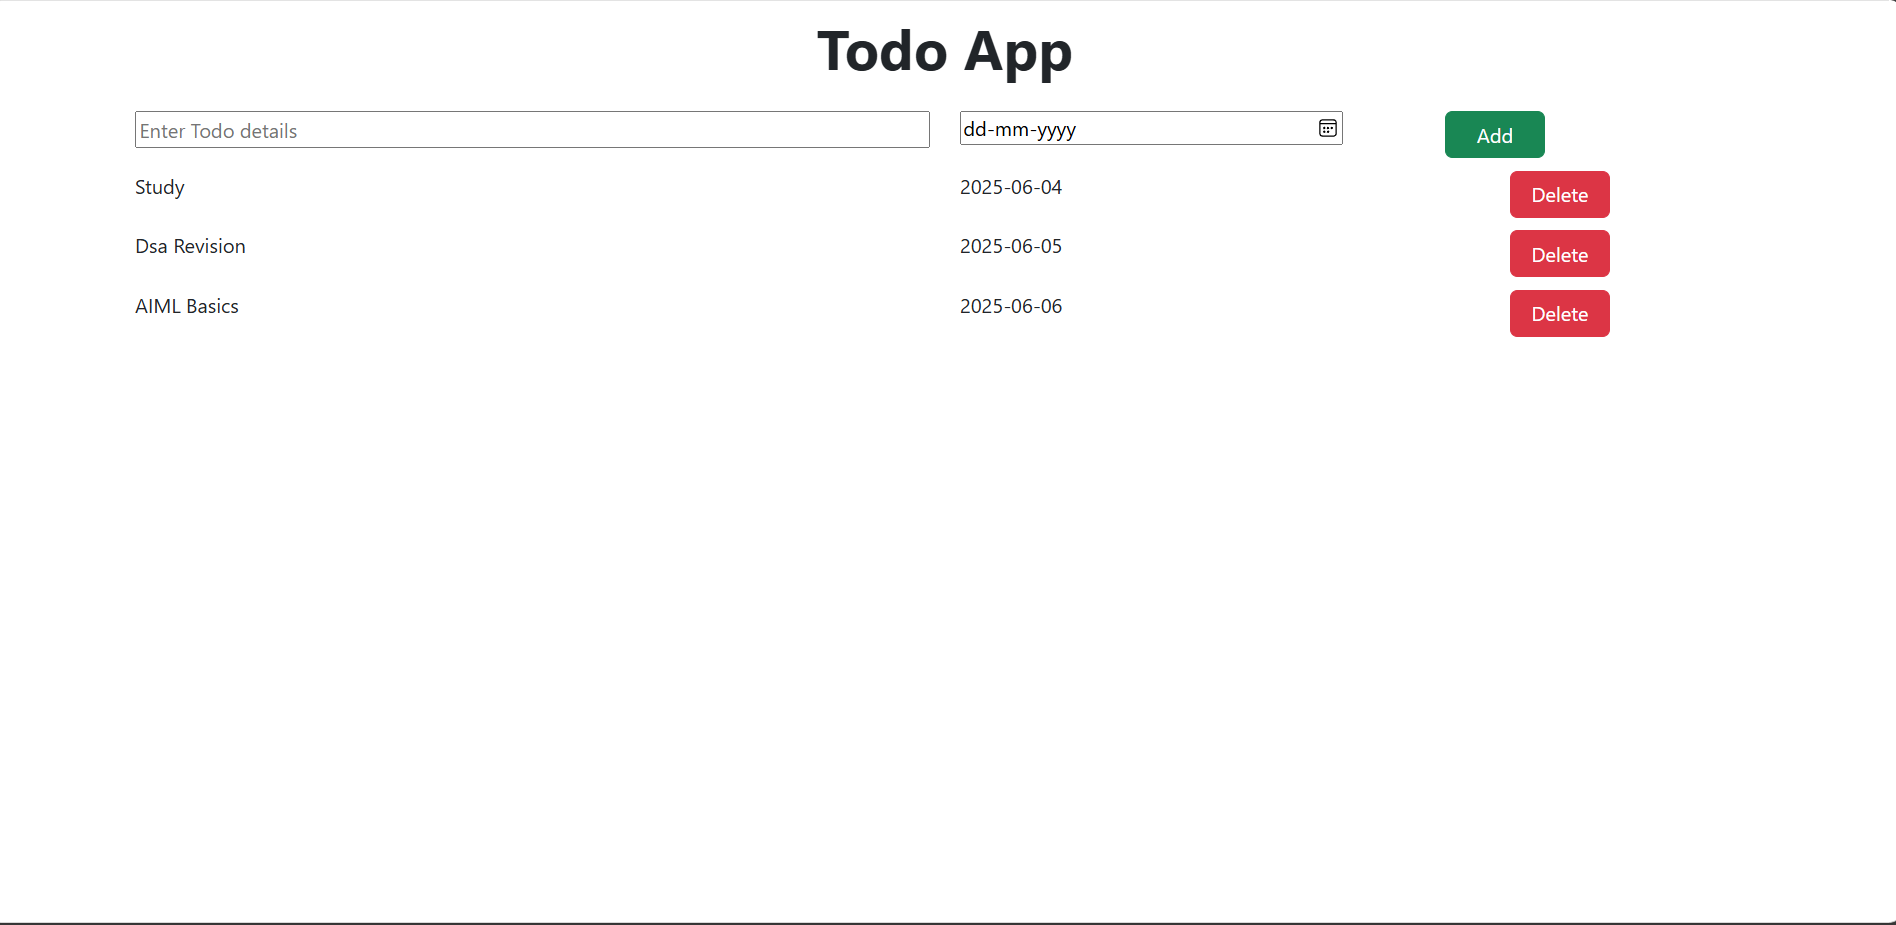 Todo App
Enter Todo details dd-mm-yyyy Add
Study 2025-06-04 Delete
Dsa Revision 2025-06-05 Delete
AIML Basics 2025-06-06 Delete